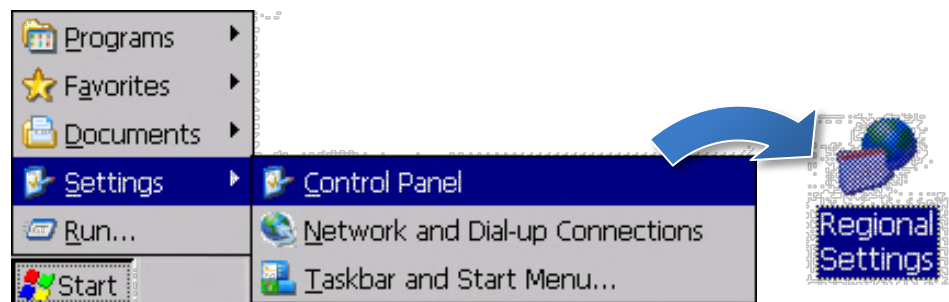 Programs
Favorites
Documents
Settings
Run...
Start
Control Panel
Network and Dial-up Connections
Taskbar and Start Menu...
Regional
Settings